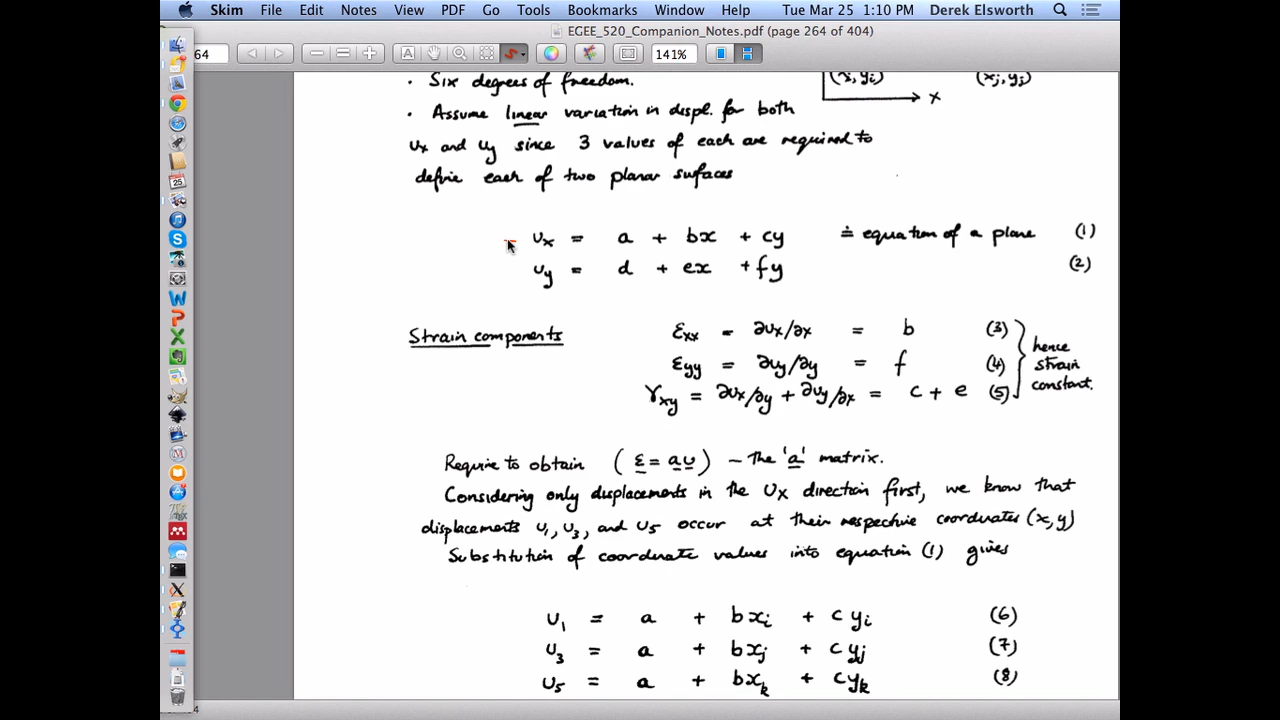 Skim File Edit Notes View PDF Go Tools Bookmarks Window Help Tue Mar 25 1:10 PM Derek Elsworth
EGEE_520_Companion_Notes.pdf (page 264 of 404)
64 141%
· Six degrees of freedom. (xi, yi) (xj, yj)
x
· Assume linear variation in displ. for both
ux and uy since 3 values of each are required to
define each of two planar surfaces
ux = a + bx + cy ≐ equation of a plane (1)
uy = d + ex + fy (2)
Strain components εxx = ∂ux/∂x = b (3)
εyy = ∂uy/∂y = f (4)
γxy = ∂ux/∂y + ∂uy/∂x = c + e (5)
hence
strain
constant.
Require to obtain (ε = a u) – the 'a' matrix.
Considering only displacements in the Ux direction first, we know that
displacements U1, U3, and U5 occur at their respective coordinates (x, y)
Substitution of coordinate values into equation (1) gives
U1 = a + bxi + cyi (6)
U3 = a + bxj + cyj (7)
U5 = a + bxk + cyk (8)